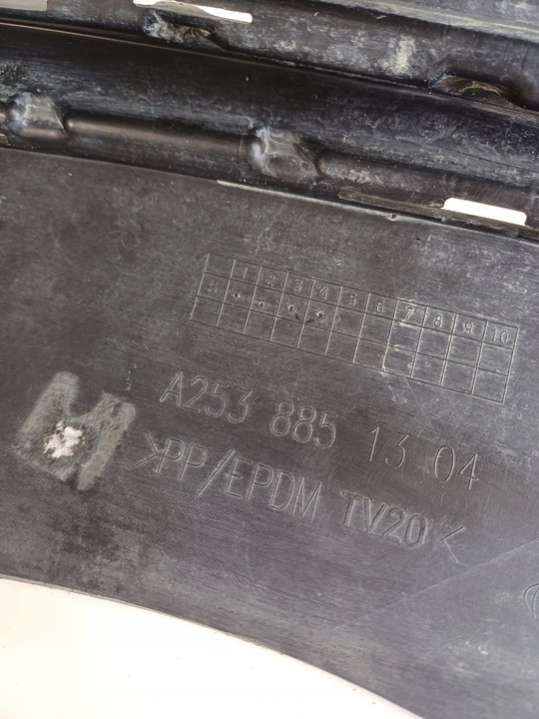 1 2 3 4 5 6 7 8 9 10
A253 885 13 04
>PP/EPDM TV20<
M